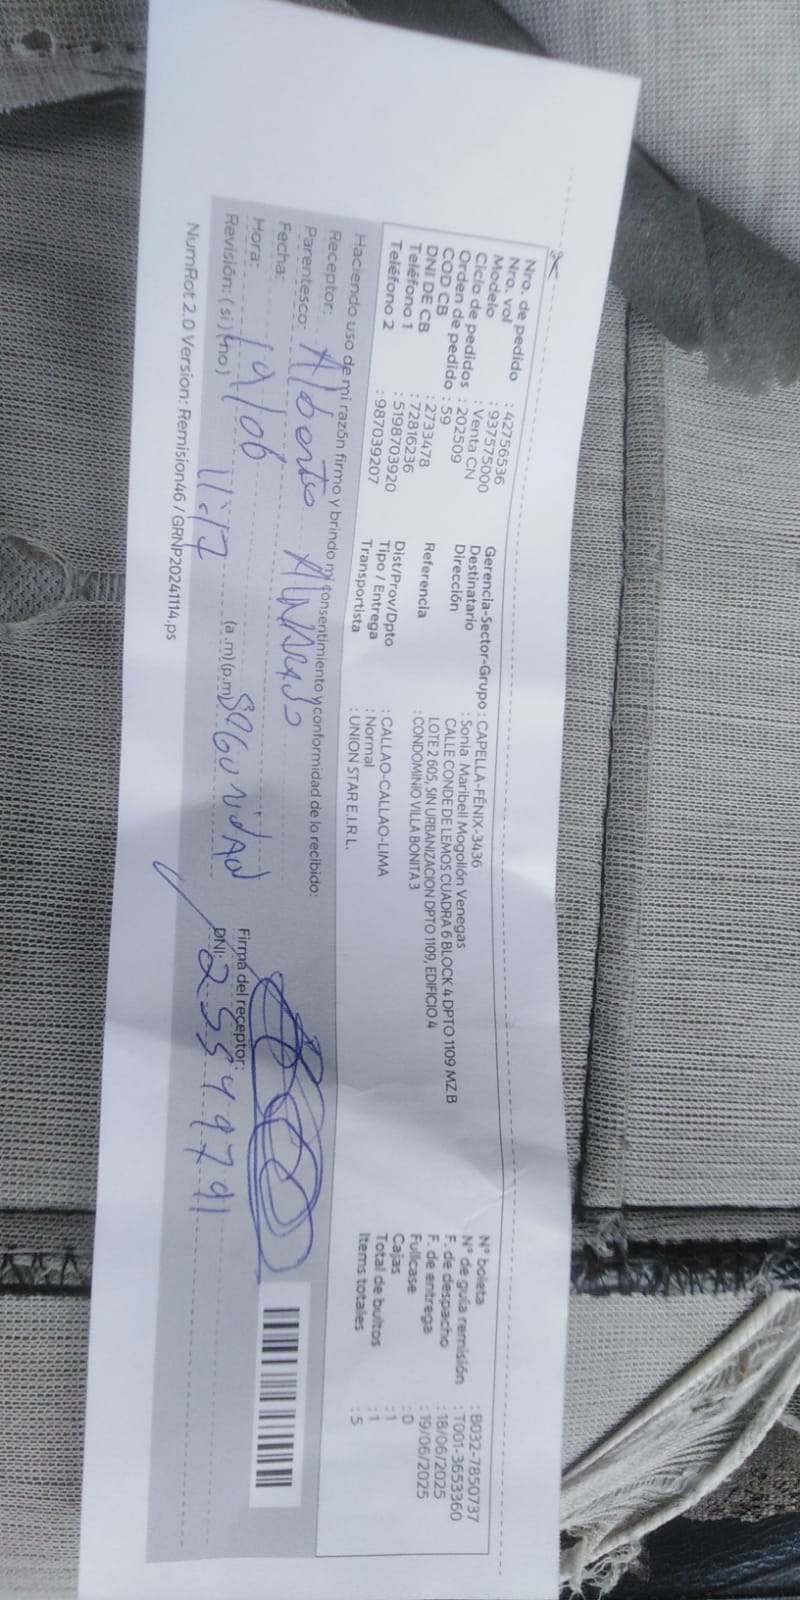 Nro. de pedido : 42756536
Nro. vol : 937575000
Modelo : Venta CN
Ciclo de pedidos : 202509
Orden de pedido : 59
COD CB : 2733478
DNI DE CB : 72816236
Teléfono 1 : 5198703920
Teléfono 2 : 987039207
Gerencia-Sector-Grupo : CAPELLA-FÉNIX-3436
Destinatario : Sonia Maribell Mogollón Venegas
Dirección : CALLE CONDE DE LEMOS CUADRA 6 BLOCK 4 DPTO 1109 MZ B
LOTE 2 605, SIN URBANIZACION DPTO 1109, EDIFICIO 4
Referencia : CONDOMINIO VILLA BONITA 3
Dist/Prov/Dpto : CALLAO-CALLAO-LIMA
Tipo / Entrega : Normal
Transportista : UNION STAR E.I.R.L.
N° boleta : B032-7850737
N° de guía remisión : T001-3653360
F. de despacho : 18/06/2025
F. de entrega : 19/06/2025
Fullcase : 0
Cajas : 1
Total de bultos : 1
Items totales : 5
Haciendo uso de mi razón firmo y brindo mi consentimiento y conformidad de lo recibido:
Receptor: Alberto Alvarado
Parentesco:
Fecha: 19/06 Seguridad
Hora: 11:17 (a.m)(p.m)
Revisión: (si) (no)
Firma del receptor:
DNI: 25549791
NumRot 2.0 Version: Remision46 / GRNP20241114.ps